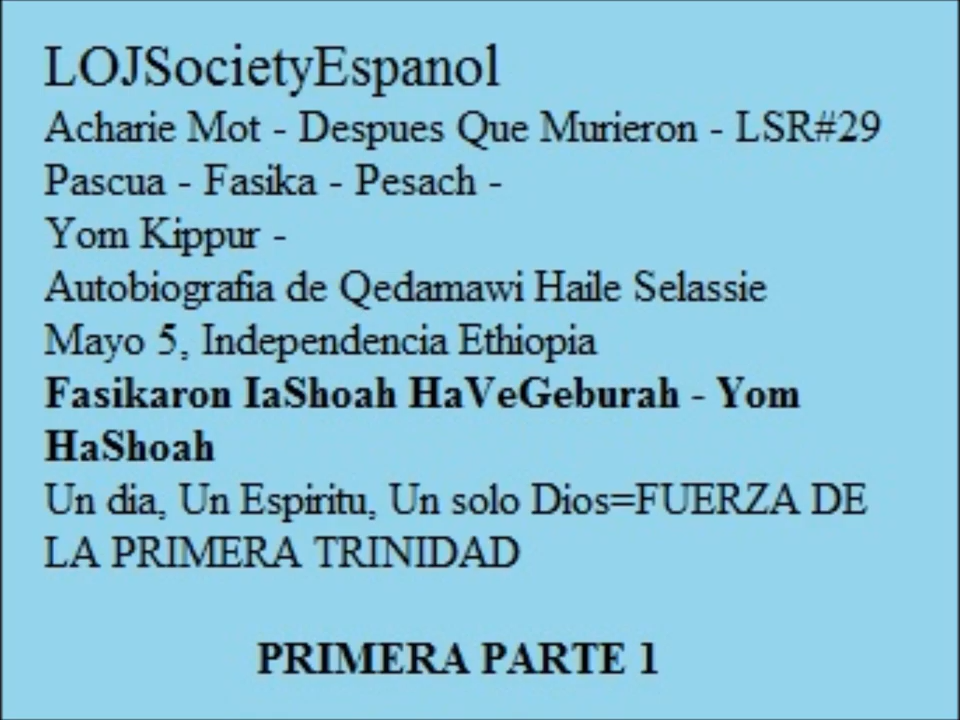 LOJSocietyEspanol
Acharie Mot - Despues Que Murieron - LSR#29
Pascua - Fasika - Pesach -
Yom Kippur -
Autobiografia de Qedamawi Haile Selassie
Mayo 5, Independencia Ethiopia
Fasikaron IaShoah HaVeGeburah - Yom
HaShoah
Un dia, Un Espiritu, Un solo Dios=FUERZA DE
LA PRIMERA TRINIDAD
PRIMERA PARTE 1